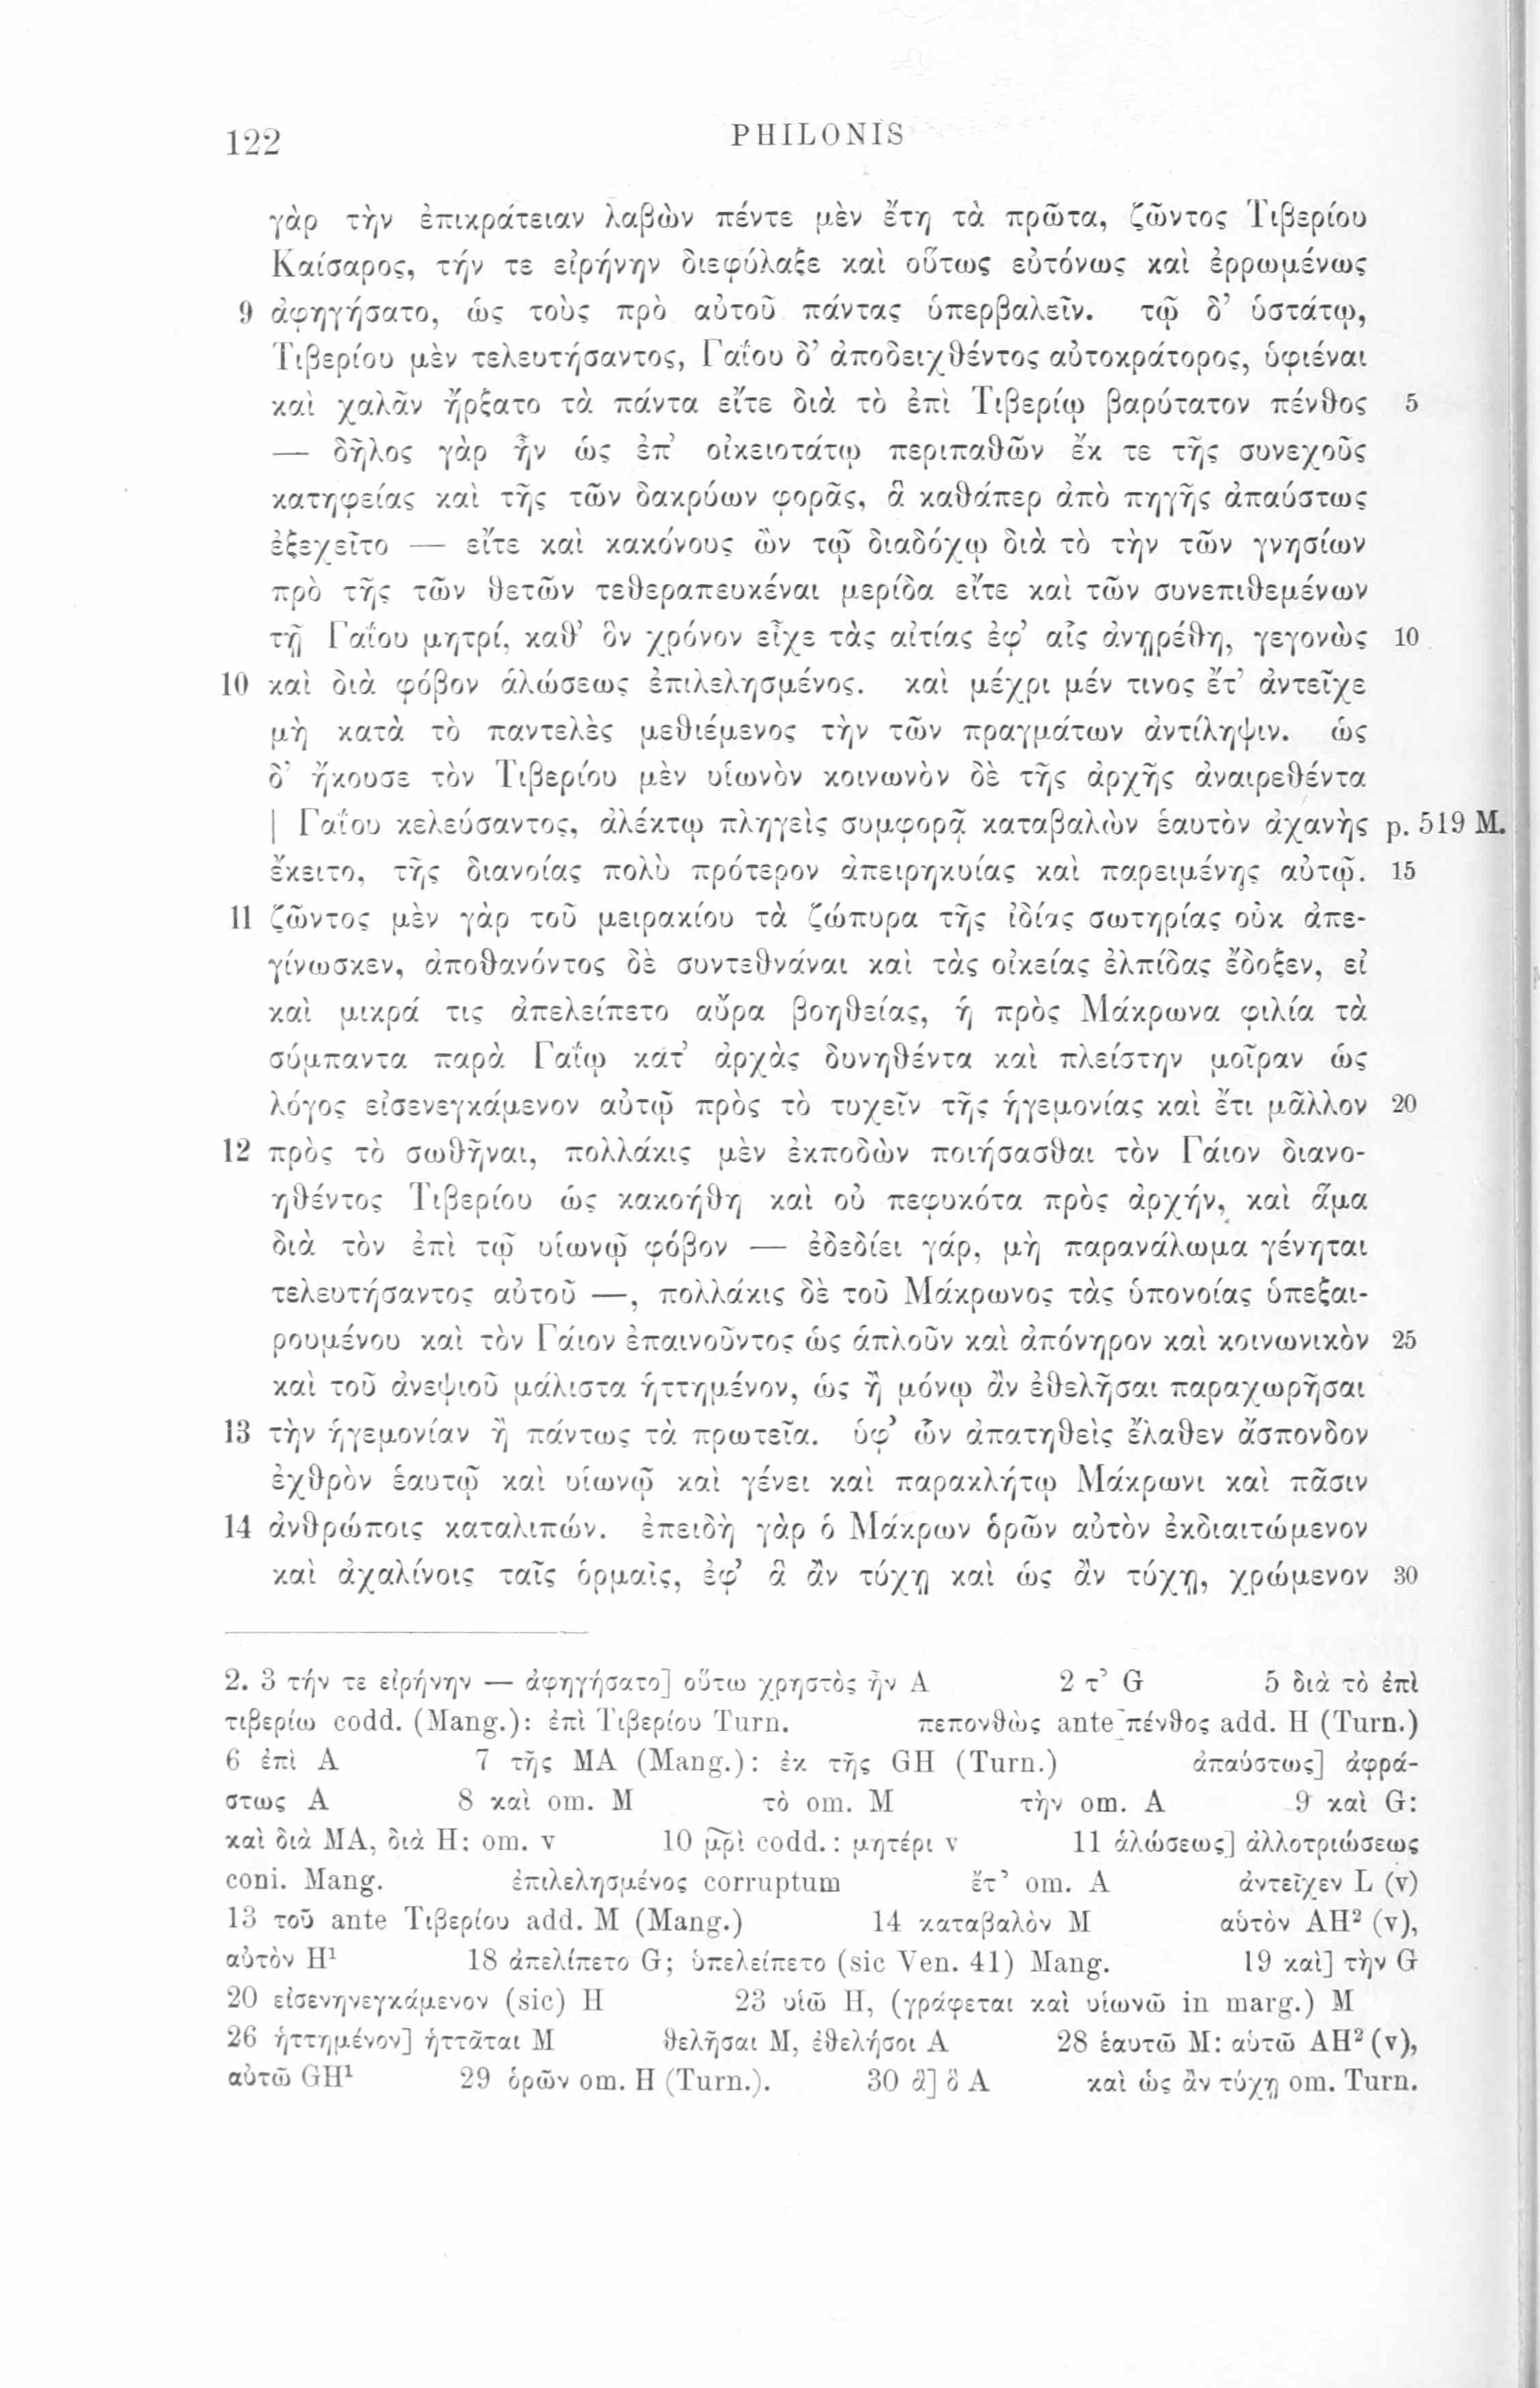 122 PHILONIS
γὰρ τὴν ἐπικράτειαν λαβὼν πέντε μὲν ἔτη τὰ πρῶτα, ζῶντος Τιβερίου
Καίσαρος, τήν τε εἰρήνην διεφύλαξε καὶ οὕτως εὐτόνως καὶ ἐρρωμένως
9 ἀφηγήσατο, ὡς τοὺς πρὸ αὐτοῦ πάντας ὑπερβαλεῖν. τῷ δ’ ὑστάτῳ,
Τιβερίου μὲν τελευτήσαντος, Γαΐου δ’ ἀποδειχθέντος αὐτοκράτορος, ὑφιέναι
καὶ χαλᾶν ἤρξατο τὰ πάντα εἴτε διὰ τὸ ἐπὶ Τιβερίῳ βαρύτατον πένθος 5
— δῆλος γὰρ ἦν ὡς ἐπ’ οἰκειοτάτῳ περιπαθῶν ἔκ τε τῆς συνεχοῦς
κατηφείας καὶ τῆς τῶν δακρύων φορᾶς, ἃ καθάπερ ἀπὸ πηγῆς ἀπαύστως
ἐξεχεῖτο — εἴτε καὶ κακόνους ὢν τῷ διαδόχῳ διὰ τὸ τὴν τῶν γνησίων
πρὸ τῆς τῶν θετῶν τεθεραπευκέναι μερίδα εἴτε καὶ τῶν συνεπιθεμένων
τῇ Γαΐου μητρί, καθ’ ὃν χρόνον εἶχε τὰς αἰτίας ἐφ’ αἷς ἀνῃρέθη, γεγονὼς 10
10 καὶ διὰ φόβον ἁλώσεως ἐπιλελησμένος. καὶ μέχρι μέν τινος ἔτ’ ἀντεῖχε
μὴ κατὰ τὸ παντελὲς μεθιέμενος τὴν τῶν πραγμάτων ἀντίληψιν. ὡς
δ’ ἤκουσε τὸν Τιβερίου μὲν υἱωνὸν κοινωνὸν δὲ τῆς ἀρχῆς ἀναιρεθέντα
| Γαΐου κελεύσαντος, ἀλέκτῳ πληγεὶς συμφορᾷ καταβαλὼν ἑαυτὸν ἀχανὴς p. 519 M.
ἔκειτο, τῆς διανοίας πολὺ πρότερον ἀπειρηκυίας καὶ παρειμένης αὐτῷ. 15
11 ζῶντος μὲν γὰρ τοῦ μειρακίου τὰ ζώπυρα τῆς ἰδίας σωτηρίας οὐκ ἀπε-
γίνωσκεν, ἀποθανόντος δὲ συντεθνάναι καὶ τὰς οἰκείας ἐλπίδας ἔδοξεν, εἰ
καὶ μικρά τις ἀπελείπετο αὔρα βοηθείας, ἡ πρὸς Μάκρωνα φιλία τὰ
σύμπαντα παρὰ Γαΐῳ κατ’ ἀρχὰς δυνηθέντα καὶ πλείστην μοῖραν ὡς
λόγος εἰσενεγκάμενον αὐτῷ πρὸς τὸ τυχεῖν τῆς ἡγεμονίας καὶ ἔτι μᾶλλον 20
12 πρὸς τὸ σωθῆναι, πολλάκις μὲν ἐκποδὼν ποιήσασθαι τὸν Γάιον διανο-
ηθέντος Τιβερίου ὡς κακοήθη καὶ οὐ πεφυκότα πρὸς ἀρχήν, καὶ ἅμα
διὰ τὸν ἐπὶ τῷ υἱωνῷ φόβον — ἐδεδίει γάρ, μὴ παρανάλωμα γένηται
τελευτήσαντος αὐτοῦ —, πολλάκις δὲ τοῦ Μάκρωνος τὰς ὑπονοίας ὑπεξαι-
ρουμένου καὶ τὸν Γάιον ἐπαινοῦντος ὡς ἁπλοῦν καὶ ἀπόνηρον καὶ κοινωνικὸν 25
καὶ τοῦ ἀνεψιοῦ μάλιστα ἡττημένον, ὡς ἢ μόνῳ ἂν ἐθελῆσαι παραχωρῆσαι
13 τὴν ἡγεμονίαν ἢ πάντως τὰ πρωτεῖα. ὑφ’ ὧν ἀπατηθεὶς ἔλαθεν ἄσπονδον
ἐχθρὸν ἑαυτῷ καὶ υἱωνῷ καὶ γένει καὶ παρακλήτῳ Μάκρωνι καὶ πᾶσιν
14 ἀνθρώποις καταλιπών. ἐπειδὴ γὰρ ὁ Μάκρων ὁρῶν αὐτὸν ἐκδιαιτώμενον
καὶ ἀχαλίνοις ταῖς ὁρμαῖς, ἐφ’ ἃ ἂν τύχῃ καὶ ὡς ἂν τύχῃ, χρώμενον 30
2. 3 τήν τε εἰρήνην — ἀφηγήσατο] οὕτω χρηστὸς ἦν A 2 τ’ G 5 διὰ τὸ ἐπὶ
τιβερίω codd. (Mang.): ἐπὶ Τιβερίου Turn. πεπονθὼς ante πένθος add. H (Turn.)
6 ἐπὶ A 7 τῆς MA (Mang.): ἐκ τῆς GH (Turn.) ἀπαύστως] ἀφρά-
στως A 8 καὶ om. M τὸ om. M τὴν om. A 9 καὶ G:
καὶ διὰ MA, διὰ H; om. v 10 μρ̅ὶ codd.: μητέρι v 11 ἁλώσεως] ἀλλοτριώσεως
coni. Mang. ἐπιλελησμένος corruptum ἔτ’ om. A ἀντεῖχεν L (v)
13 τοῦ ante Τιβερίου add. M (Mang.) 14 καταβαλὸν M αὑτὸν AH² (v),
αὐτὸν H¹ 18 ἀπελίπετο G; ὑπελείπετο (sic Ven. 41) Mang. 19 καὶ] τὴν G
20 εἰσενηνεγκάμενον (sic) H 23 υἱῶ H, (γράφεται καὶ υἱωνῶ in marg.) M
26 ἡττημένον] ἡττᾶται M θελῆσαι M, ἐθελήσοι A 28 ἑαυτῶ M: αὑτῶ AH² (v),
αὐτῶ GH¹ 29 ὁρῶν om. H (Turn.). 30 ἃ] ὃ A καὶ ὡς ἂν τύχῃ om. Turn.